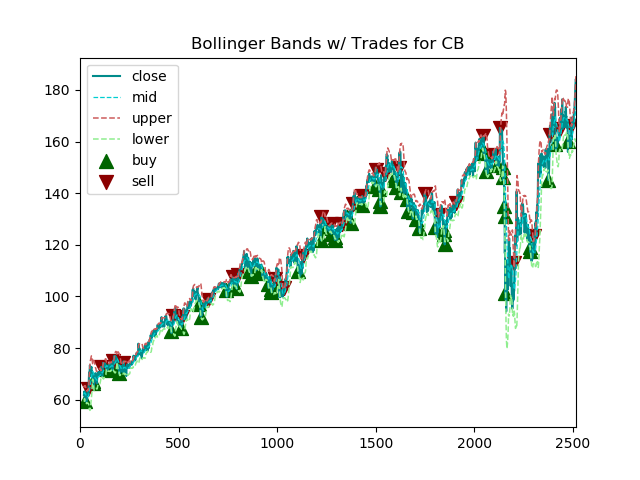 Bollinger Bands w/ Trades for CB
close
mid
upper
lower
buy
sell
180
160
140
120
100
80
60
0 500 1000 1500 2000 2500